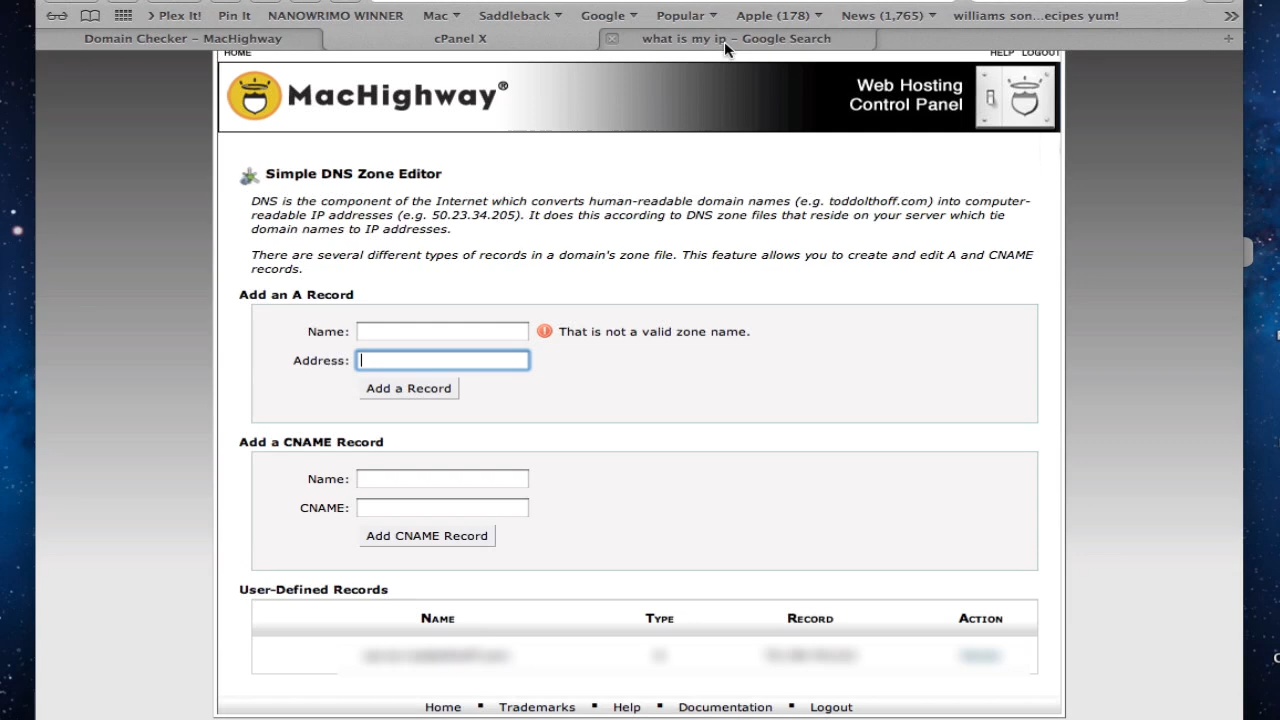 Plex It! Pin It NANOWRIMO WINNER Mac Saddleback Google Popular Apple (178) News (1,765) williams son...ecipes yum!
Domain Checker – MacHighway cPanel X what is my ip – Google Search
HOME HELP LOGOUT
MacHighway®
Web Hosting
Control Panel
Simple DNS Zone Editor
DNS is the component of the Internet which converts human-readable domain names (e.g. toddolthoff.com) into computer-
readable IP addresses (e.g. 50.23.34.205). It does this according to DNS zone files that reside on your server which tie
domain names to IP addresses.
There are several different types of records in a domain's zone file. This feature allows you to create and edit A and CNAME
records.
Add an A Record
Name: That is not a valid zone name.
Address:
Add a Record
Add a CNAME Record
Name:
CNAME:
Add CNAME Record
User-Defined Records
NAME TYPE RECORD ACTION
Home ▪ Trademarks ▪ Help ▪ Documentation ▪ Logout